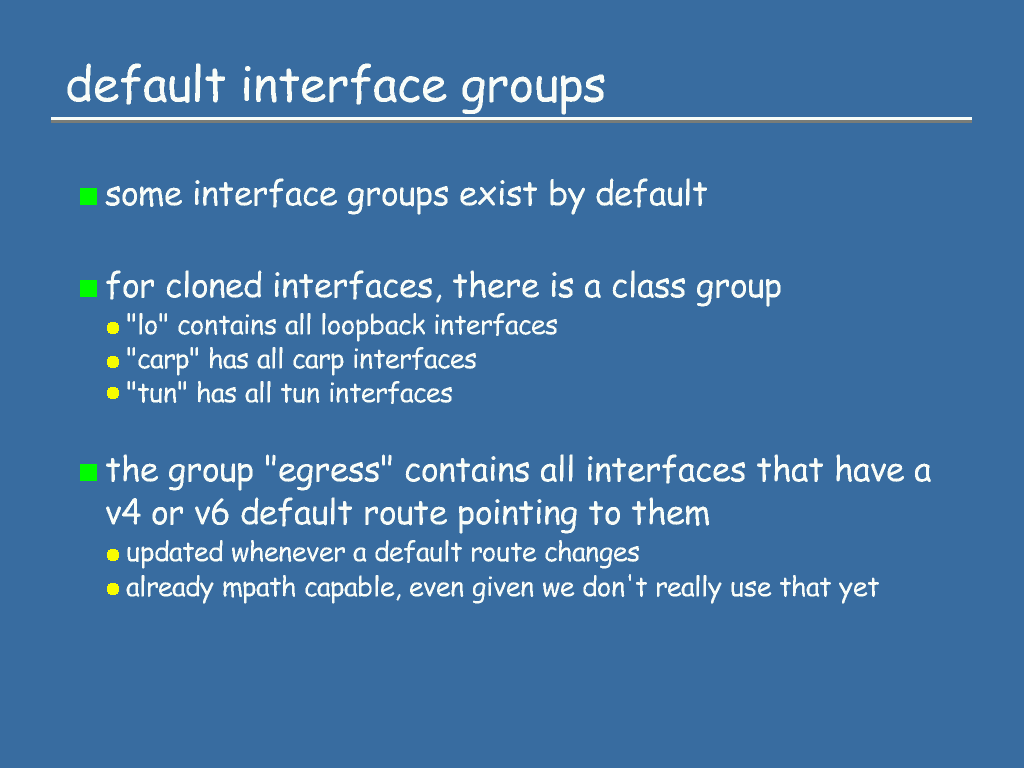 default interface groups
some interface groups exist by default
for cloned interfaces, there is a class group
"lo" contains all loopback interfaces
"carp" has all carp interfaces
"tun" has all tun interfaces
the group "egress" contains all interfaces that have a
v4 or v6 default route pointing to them
updated whenever a default route changes
already mpath capable, even given we don't really use that yet